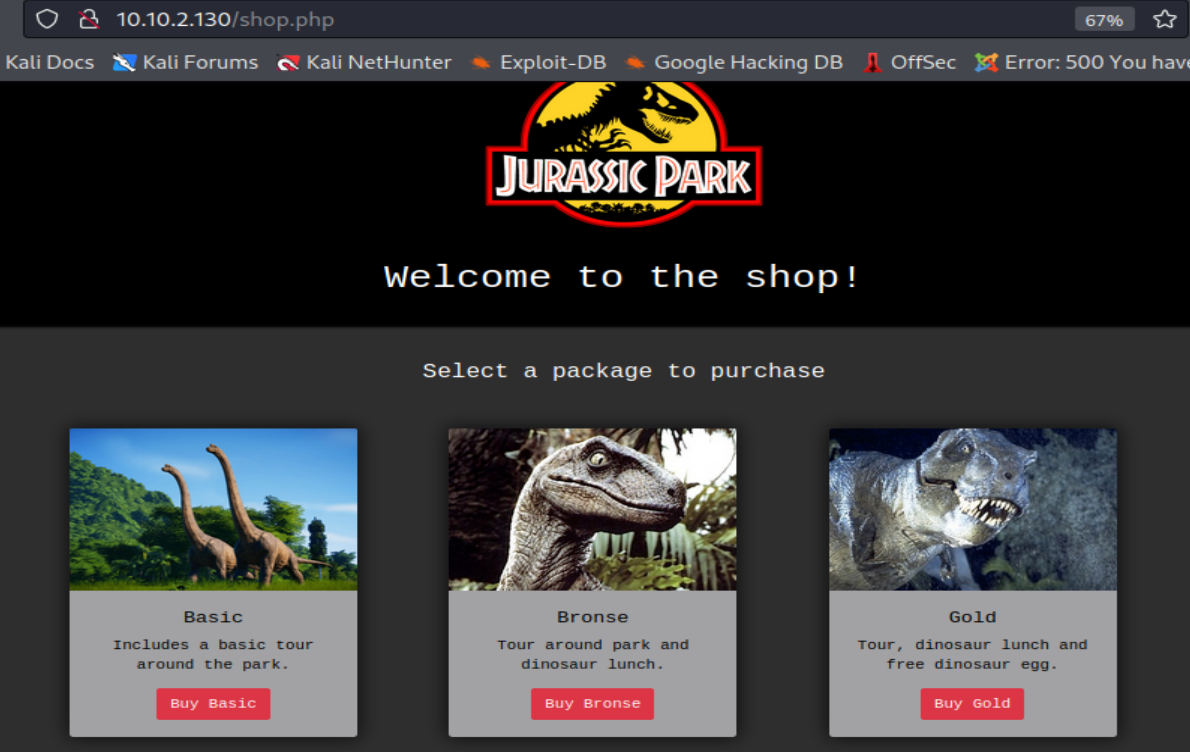 10.10.2.130/shop.php 67%
Kali Docs Kali Forums Kali NetHunter Exploit-DB Google Hacking DB OffSec Error: 500 You have
JURASSIC PARK
Welcome to the shop!
Select a package to purchase
Basic
Includes a basic tour
around the park.
Buy Basic
Bronse
Tour around park and
dinosaur lunch.
Buy Bronse
Gold
Tour, dinosaur lunch and
free dinosaur egg.
Buy Gold